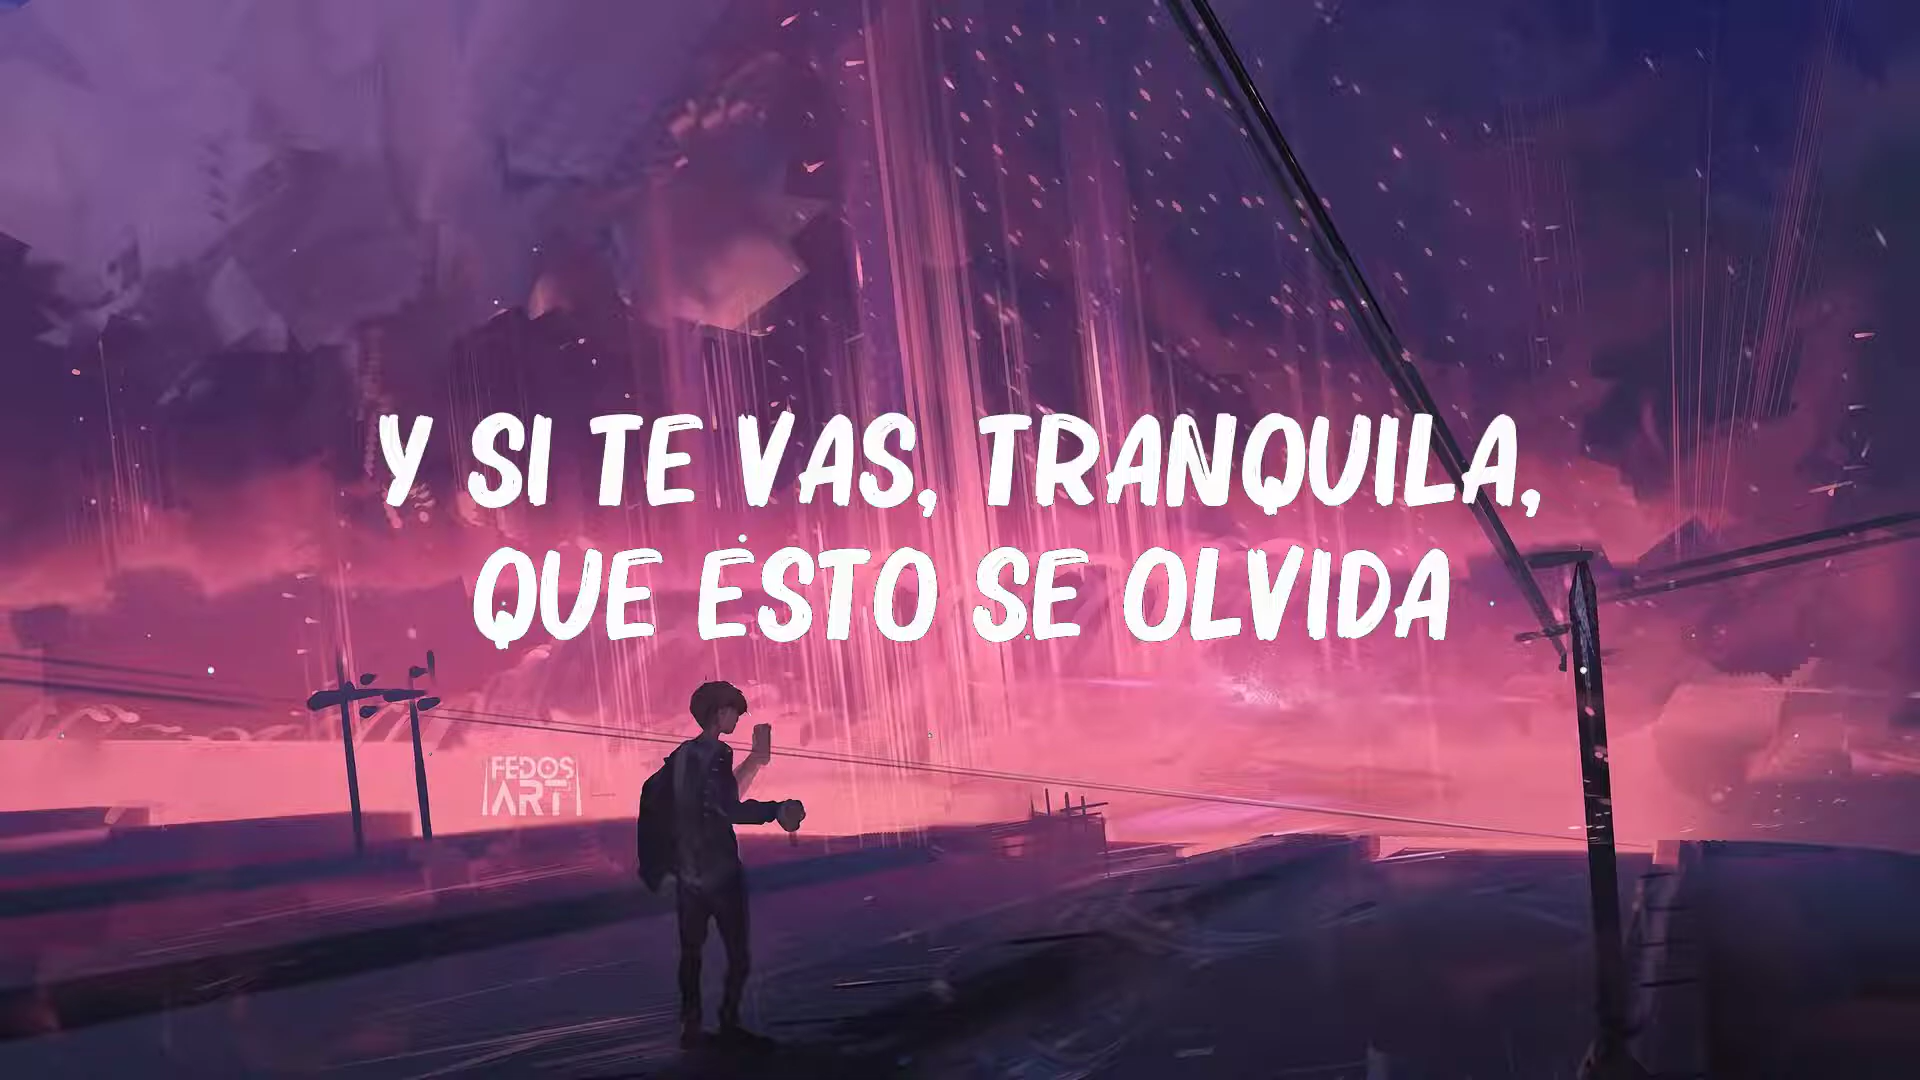 Y SI TE VAS, TRANQUILA,
QUE ESTO SE OLVIDA
FEDOS
ART